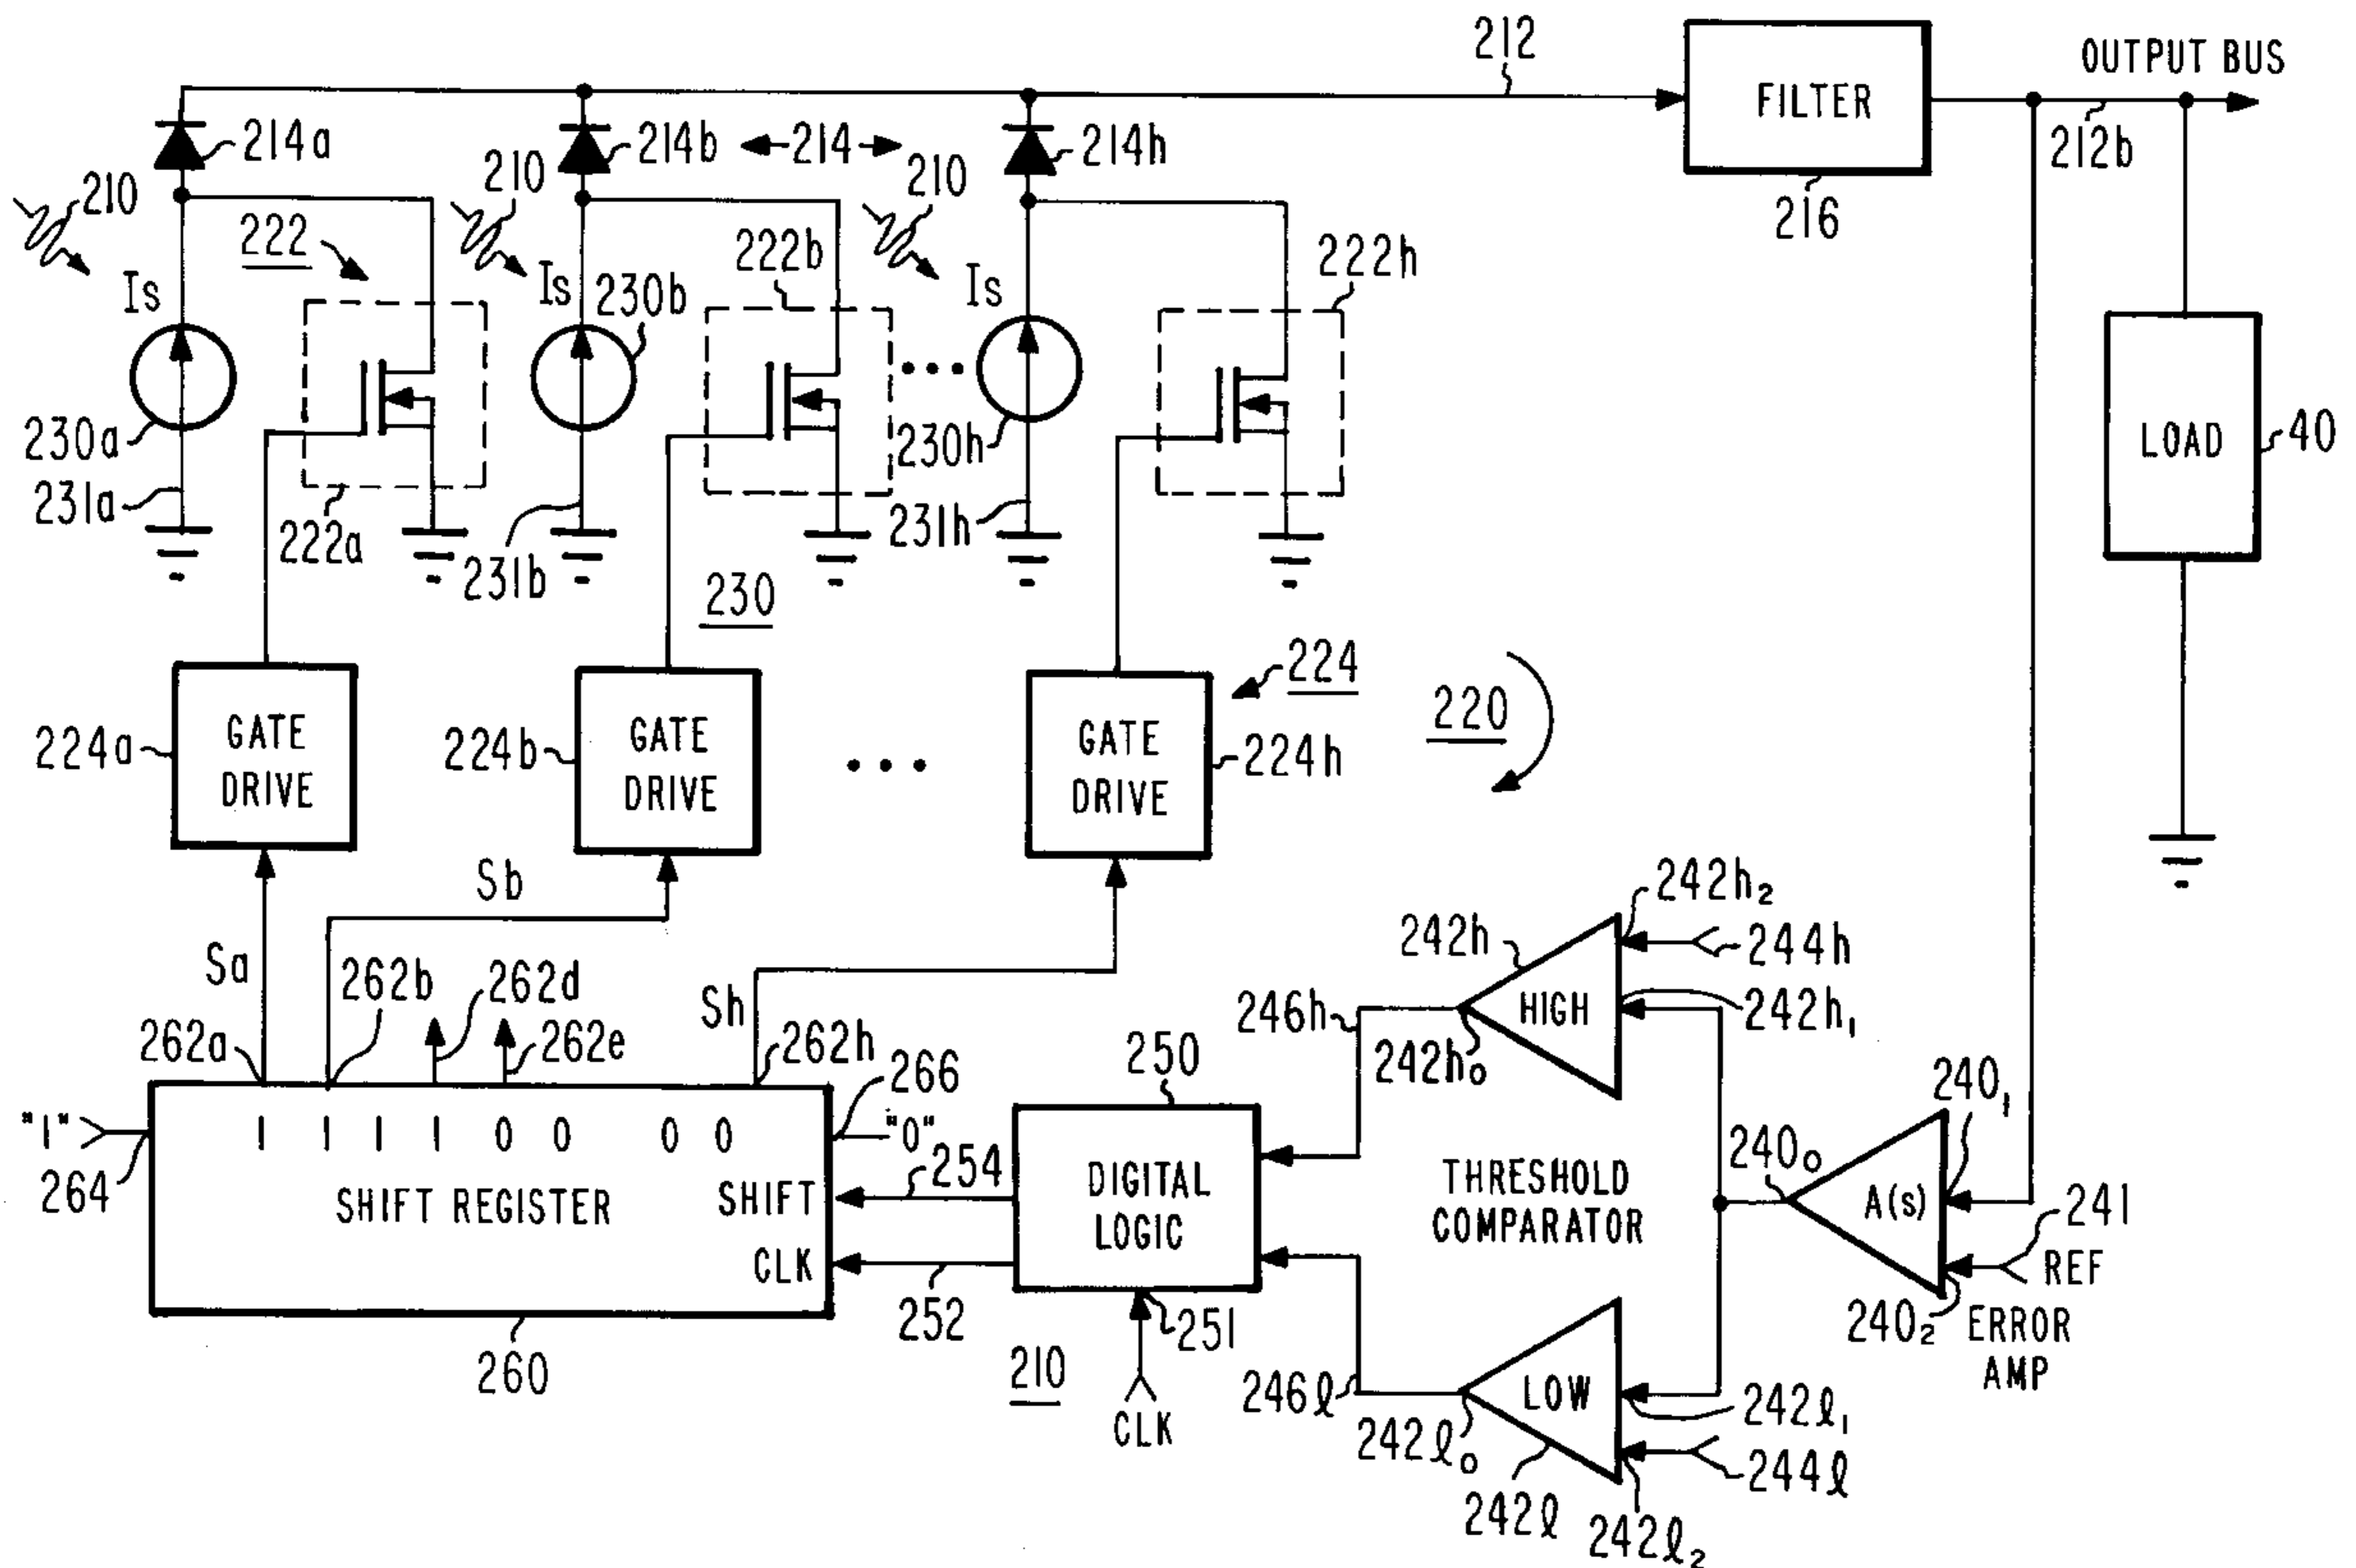 212
OUTPUT BUS
FILTER
212b
216
214a
214b
214
214h
210
210
210
222
222b
222h
Is
Is
230b
Is
230a
230h
231a
222a
231b
231h
230
LOAD
40
GATE
DRIVE
224a
GATE
DRIVE
224b
GATE
DRIVE
224
224h
220
Sa
Sb
Sh
262a
262b
262d
262e
262h
266
"1"
264
1 1 1 1 0 0 0 0
"0"
SHIFT REGISTER
SHIFT
CLK
254
252
260
250
DIGITAL
LOGIC
251
CLK
210
242h
242h₂
244h
HIGH
242h₁
246h
242h₀
THRESHOLD
COMPARATOR
240₀
240₁
A(s)
241
REF
240₂
ERROR
AMP
246ℓ
LOW
242ℓ₀
242ℓ₁
244ℓ
242ℓ
242ℓ₂